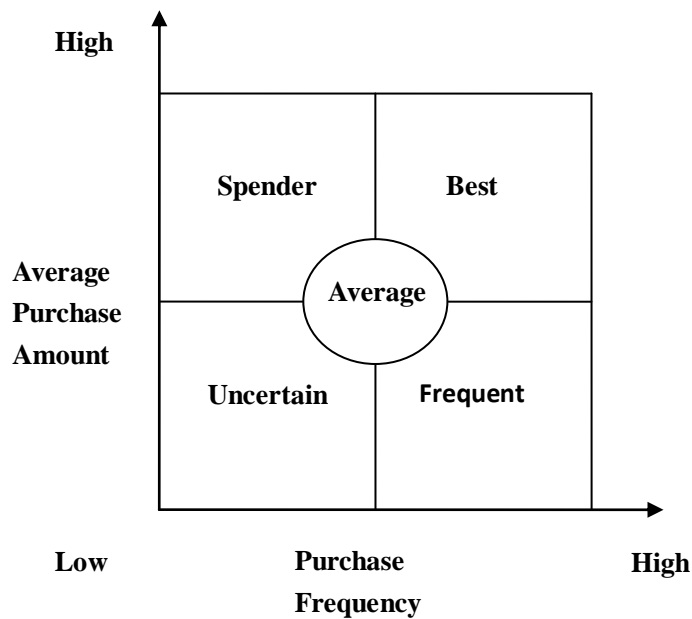 High
Spender
Best
Average
Purchase
Amount
Average
Uncertain
Frequent
Low
Purchase
Frequency
High